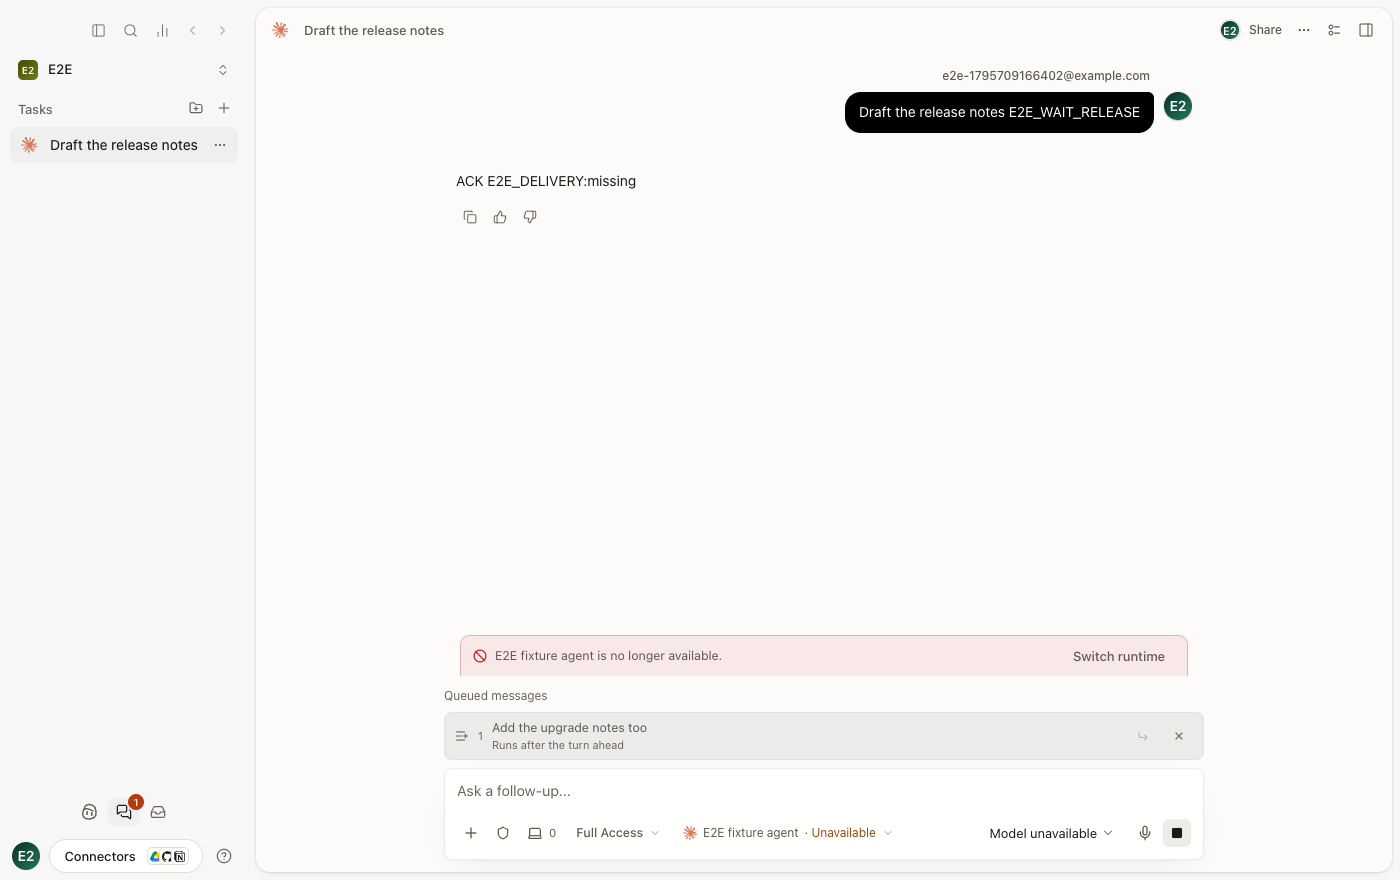 Draft the release notes
E2 Share
E2 E2E
e2e-1795709166402@example.com
Tasks
Draft the release notes E2E_WAIT_RELEASE
E2
Draft the release notes
ACK E2E_DELIVERY:missing
E2E fixture agent is no longer available.
Switch runtime
Queued messages
1 Add the upgrade notes too
Runs after the turn ahead
Ask a follow-up...
0 Full Access E2E fixture agent · Unavailable Model unavailable
1
E2 Connectors